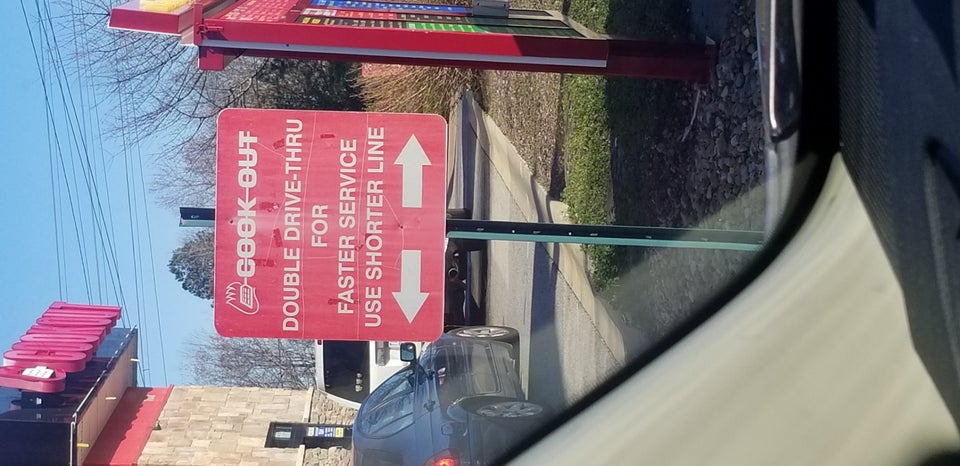 COOK-OUT
DOUBLE DRIVE-THRU
FOR
FASTER SERVICE
USE SHORTER LINE